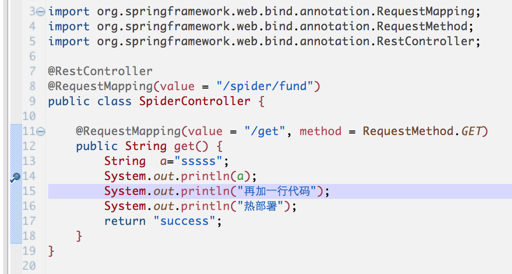 3 import org.springframework.web.bind.annotation.RequestMapping;
4 import org.springframework.web.bind.annotation.RequestMethod;
5 import org.springframework.web.bind.annotation.RestController;
6
7 @RestController
8 @RequestMapping(value = "/spider/fund")
9 public class SpiderController {
10
11 @RequestMapping(value = "/get", method = RequestMethod.GET)
12 public String get() {
13 String  a="sssss";
14 System.out.println(a);
15 System.out.println("再加一行代码");
16 System.out.println("热部署");
17 return "success";
18 }
19 }
20